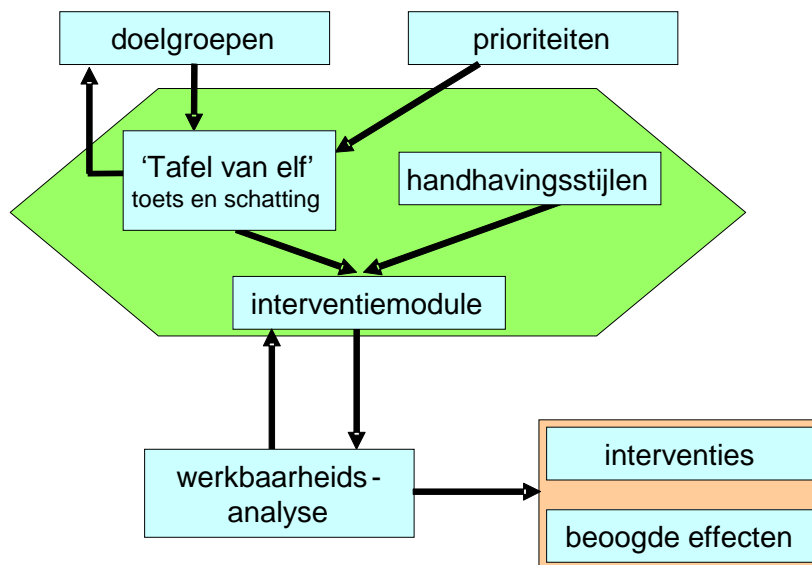 doelgroepen
prioriteiten
‘Tafel van elf’
toets en schatting
handhavingsstijlen
interventiemodule
werkbaarheids-
analyse
interventies
beoogde effecten